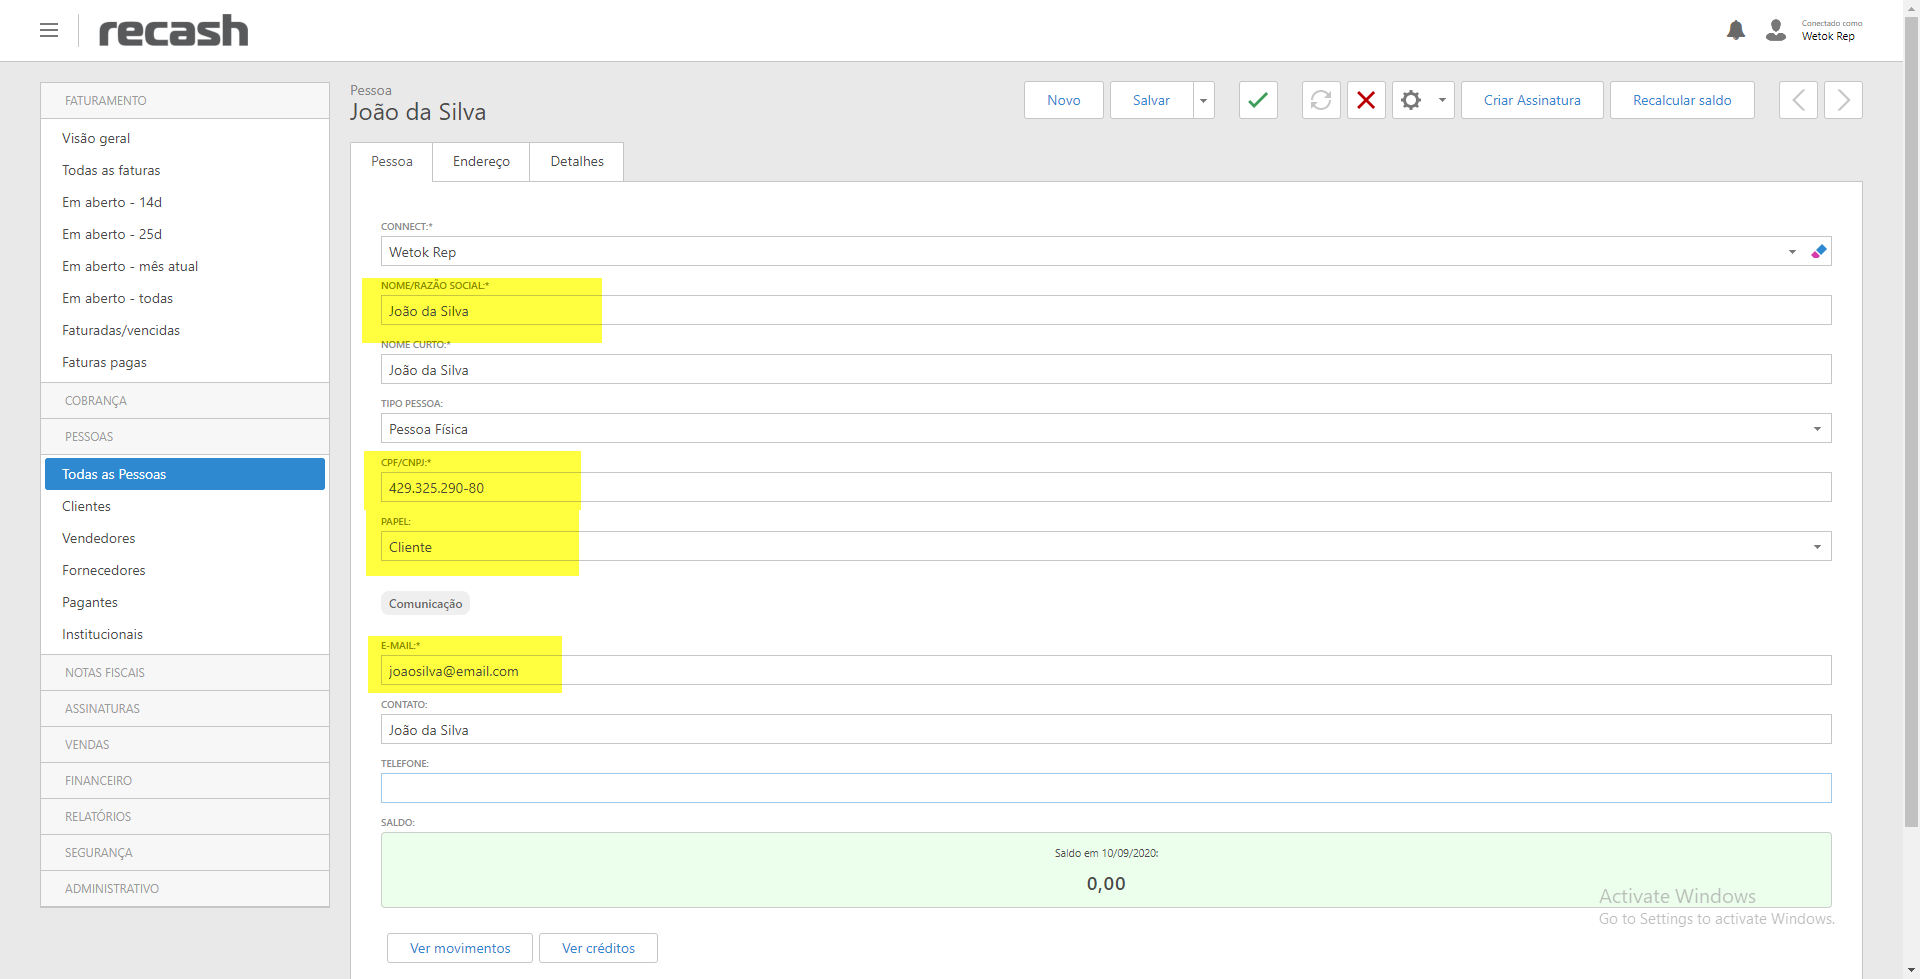 recash
Conectado como
Wetok Rep
FATURAMENTO
Visão geral
Todas as faturas
Em aberto - 14d
Em aberto - 25d
Em aberto - mês atual
Em aberto - todas
Faturadas/vencidas
Faturas pagas
COBRANÇA
PESSOAS
Todas as Pessoas
Clientes
Vendedores
Fornecedores
Pagantes
Institucionais
NOTAS FISCAIS
ASSINATURAS
VENDAS
FINANCEIRO
RELATÓRIOS
SEGURANÇA
ADMINISTRATIVO
Pessoa
João da Silva
Novo
Salvar
Criar Assinatura
Recalcular saldo
Pessoa
Endereço
Detalhes
CONNECT:*
Wetok Rep
NOME/RAZÃO SOCIAL:*
João da Silva
NOME CURTO:*
João da Silva
TIPO PESSOA:
Pessoa Física
CPF/CNPJ:*
429.325.290-80
PAPEL:
Cliente
Comunicação
E-MAIL:*
joaosilva@email.com
CONTATO:
João da Silva
TELEFONE:
SALDO:
Saldo em 10/09/2020:
0,00
Ver movimentos
Ver créditos
Activate Windows
Go to Settings to activate Windows.